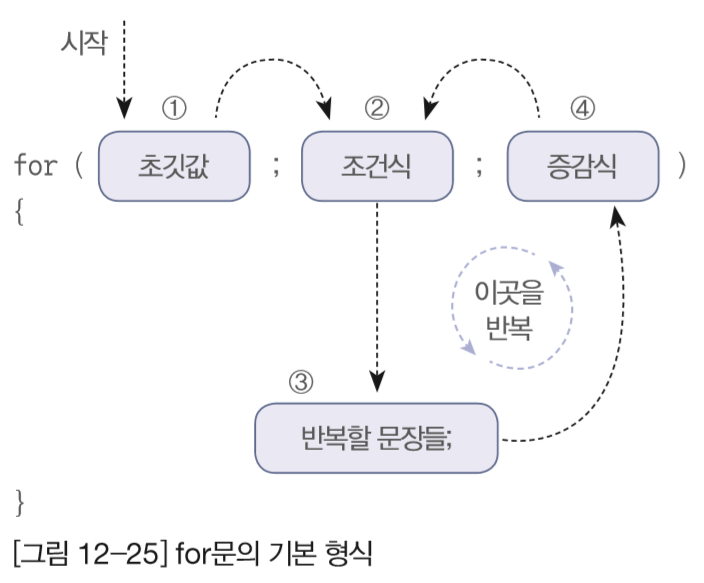 시작
① ② ④
for ( 초깃값 ; 조건식 ; 증감식 )
{
이곳을
반복
③
반복할 문장들;
}
[그림 12-25] for문의 기본 형식